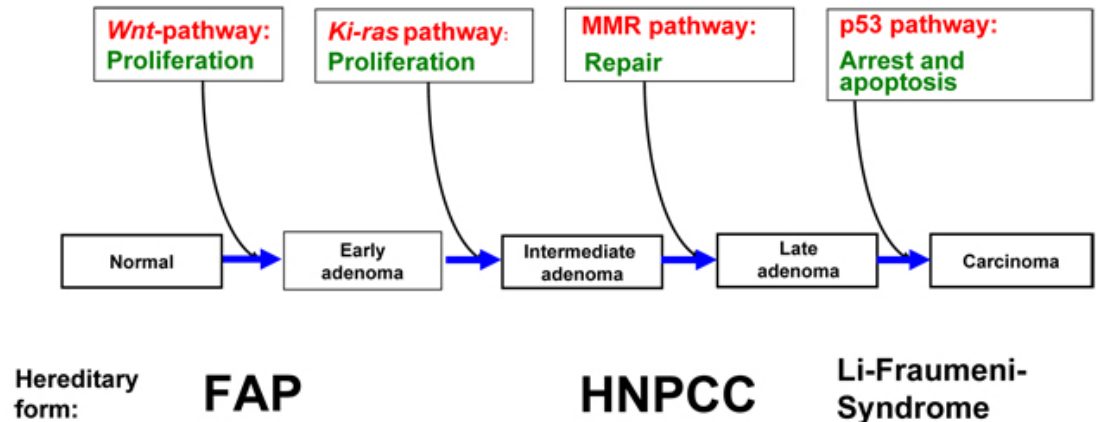 Wnt-pathway:
Proliferation
Ki-ras pathway:
Proliferation
MMR pathway:
Repair
p53 pathway:
Arrest and
apoptosis
Normal
Early
adenoma
Intermediate
adenoma
Late
adenoma
Carcinoma
Hereditary
form:
FAP
HNPCC
Li-Fraumeni-
Syndrome